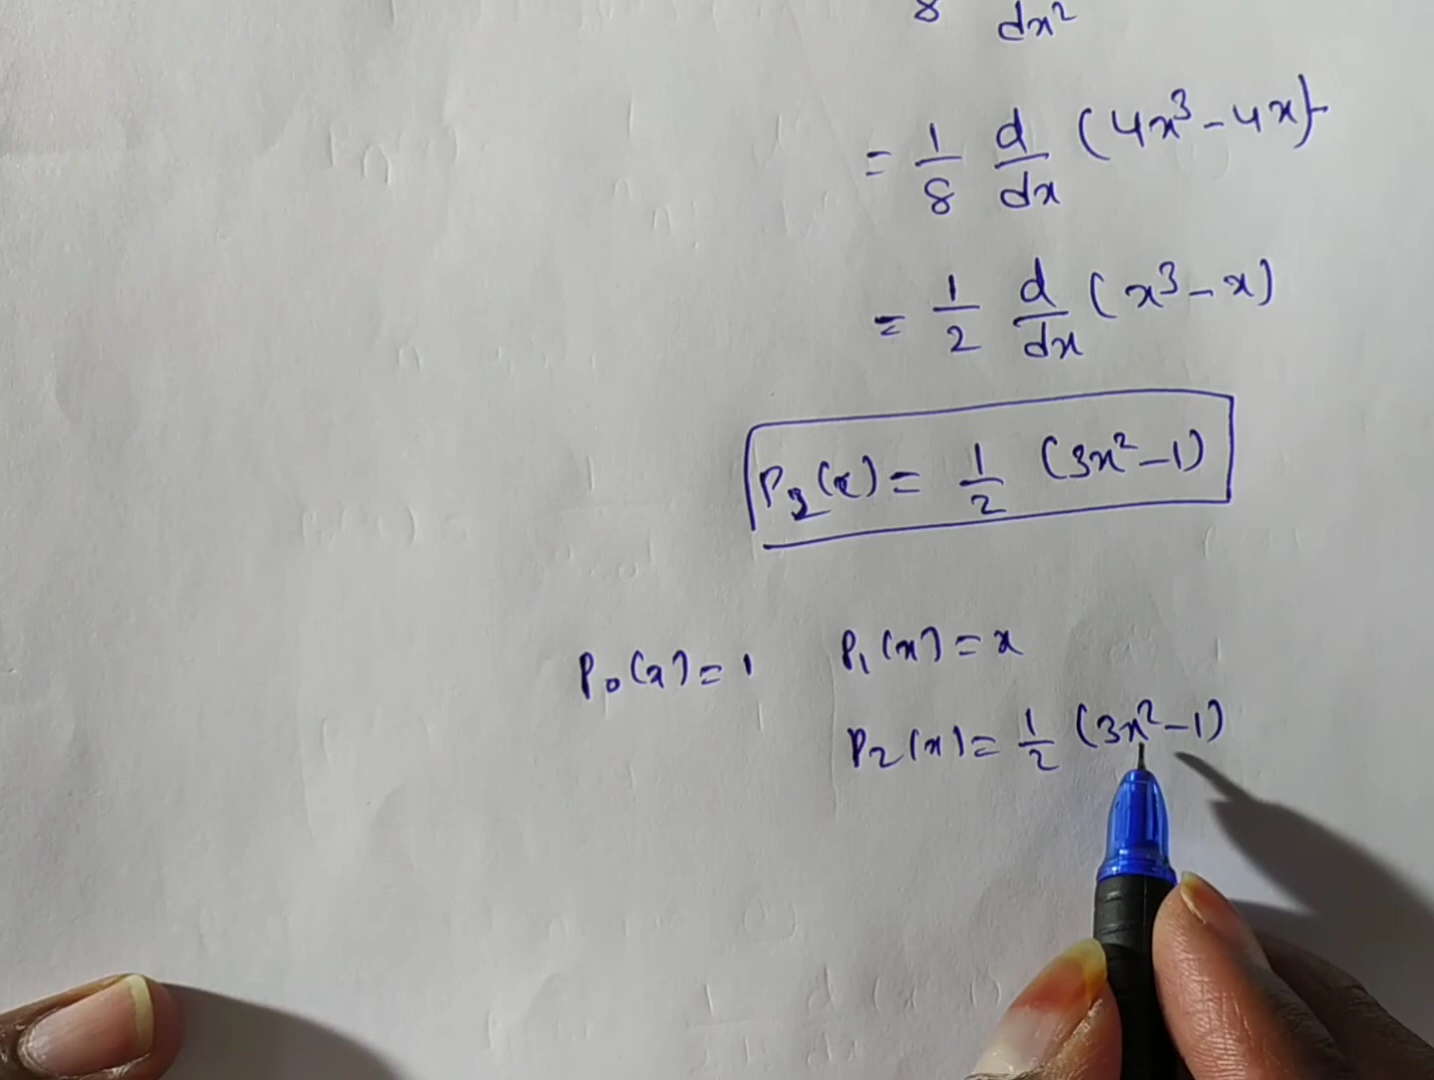 8 dx²
= 1/8 d/dx (4x³-4x)
= 1/2 d/dx (x³-x)
P₂(x) = 1/2 (3x²-1)
P₀(x) = 1 P₁(x) = x
P₂(x) = 1/2 (3x²-1)